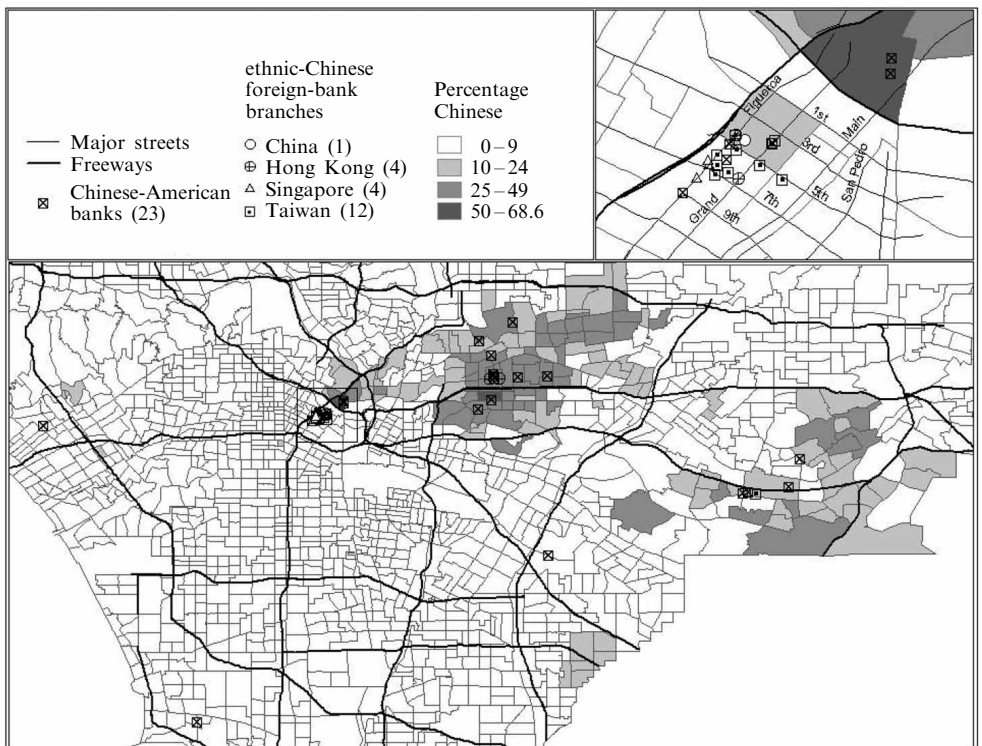 Major streets
Freeways
Chinese-American
banks (23)
ethnic-Chinese
foreign-bank
branches
China (1)
Hong Kong (4)
Singapore (4)
Taiwan (12)
Percentage
Chinese
0–9
10–24
25–49
50–68.6
Figueroa
1st
Main
3rd
San Pedro
5th
7th
Grand
9th